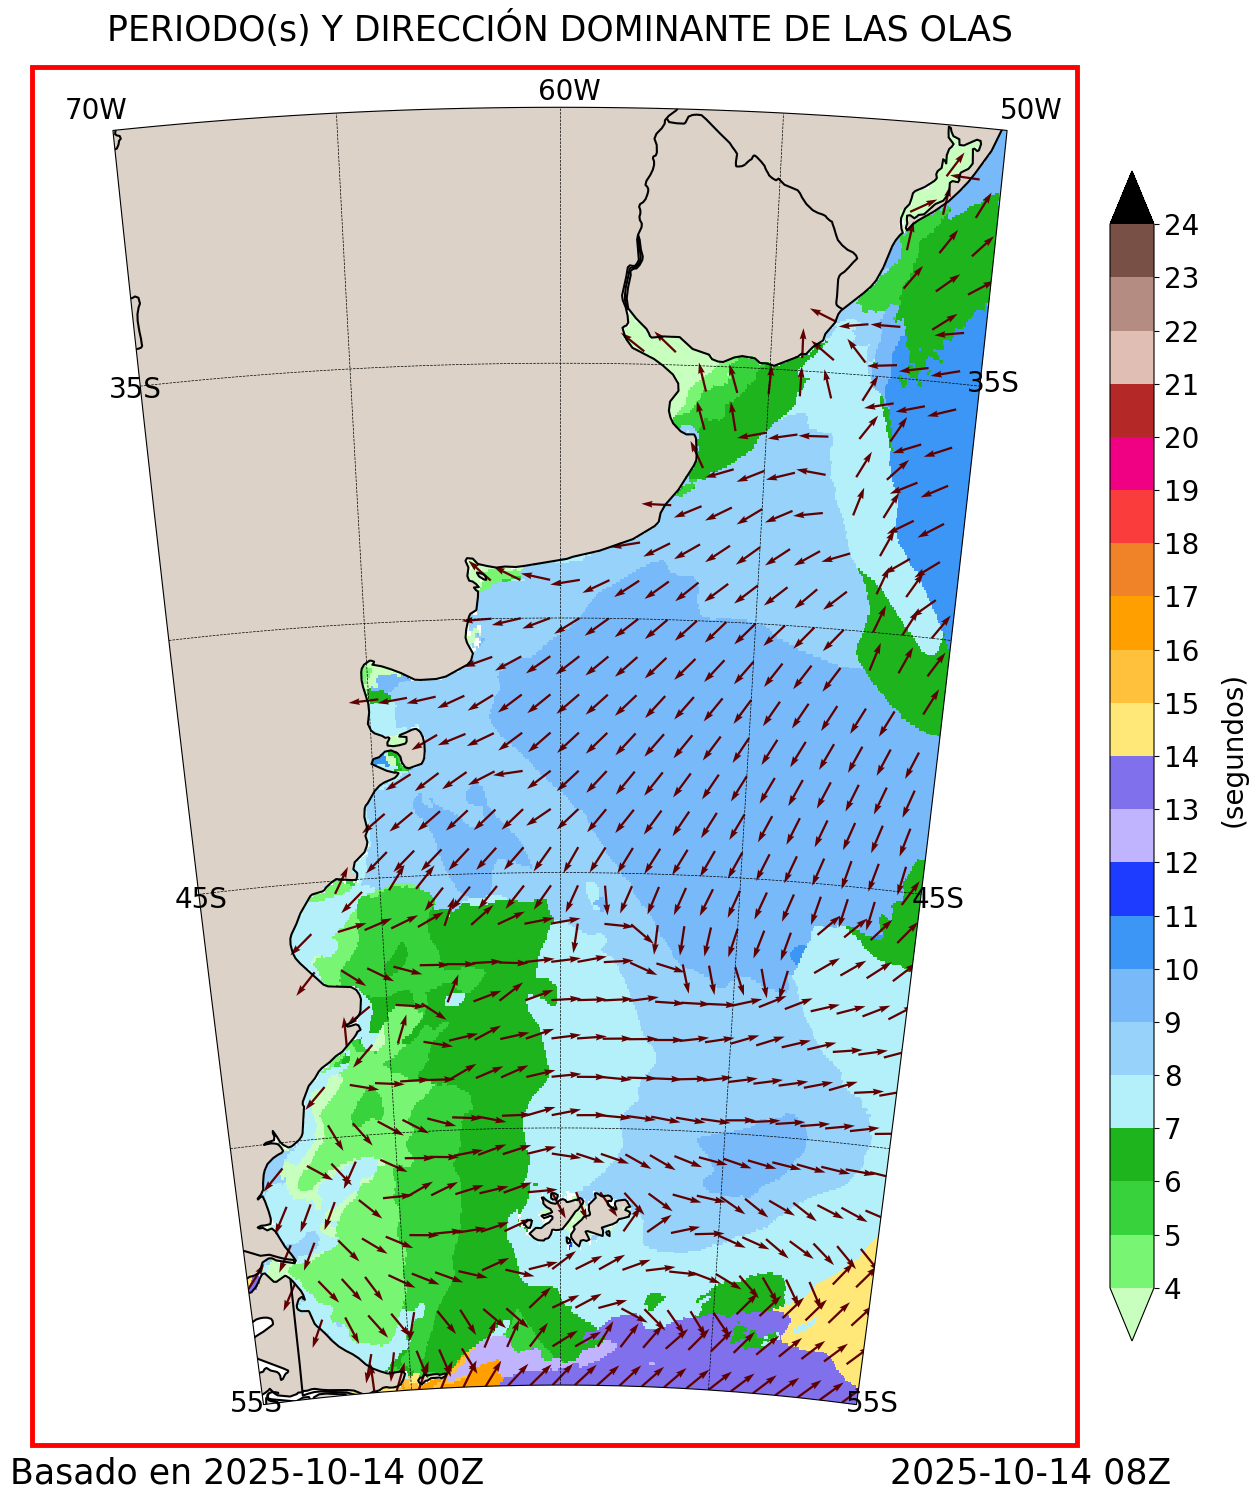 PERIODO(s) Y DIRECCIÓN DOMINANTE DE LAS OLAS
70W
60W
50W
35S
35S
45S
45S
55S
55S
24
23
22
21
20
19
18
17
16
15
14
13
12
11
10
9
8
7
6
5
4
(segundos)
Basado en 2025-10-14 00Z
2025-10-14 08Z